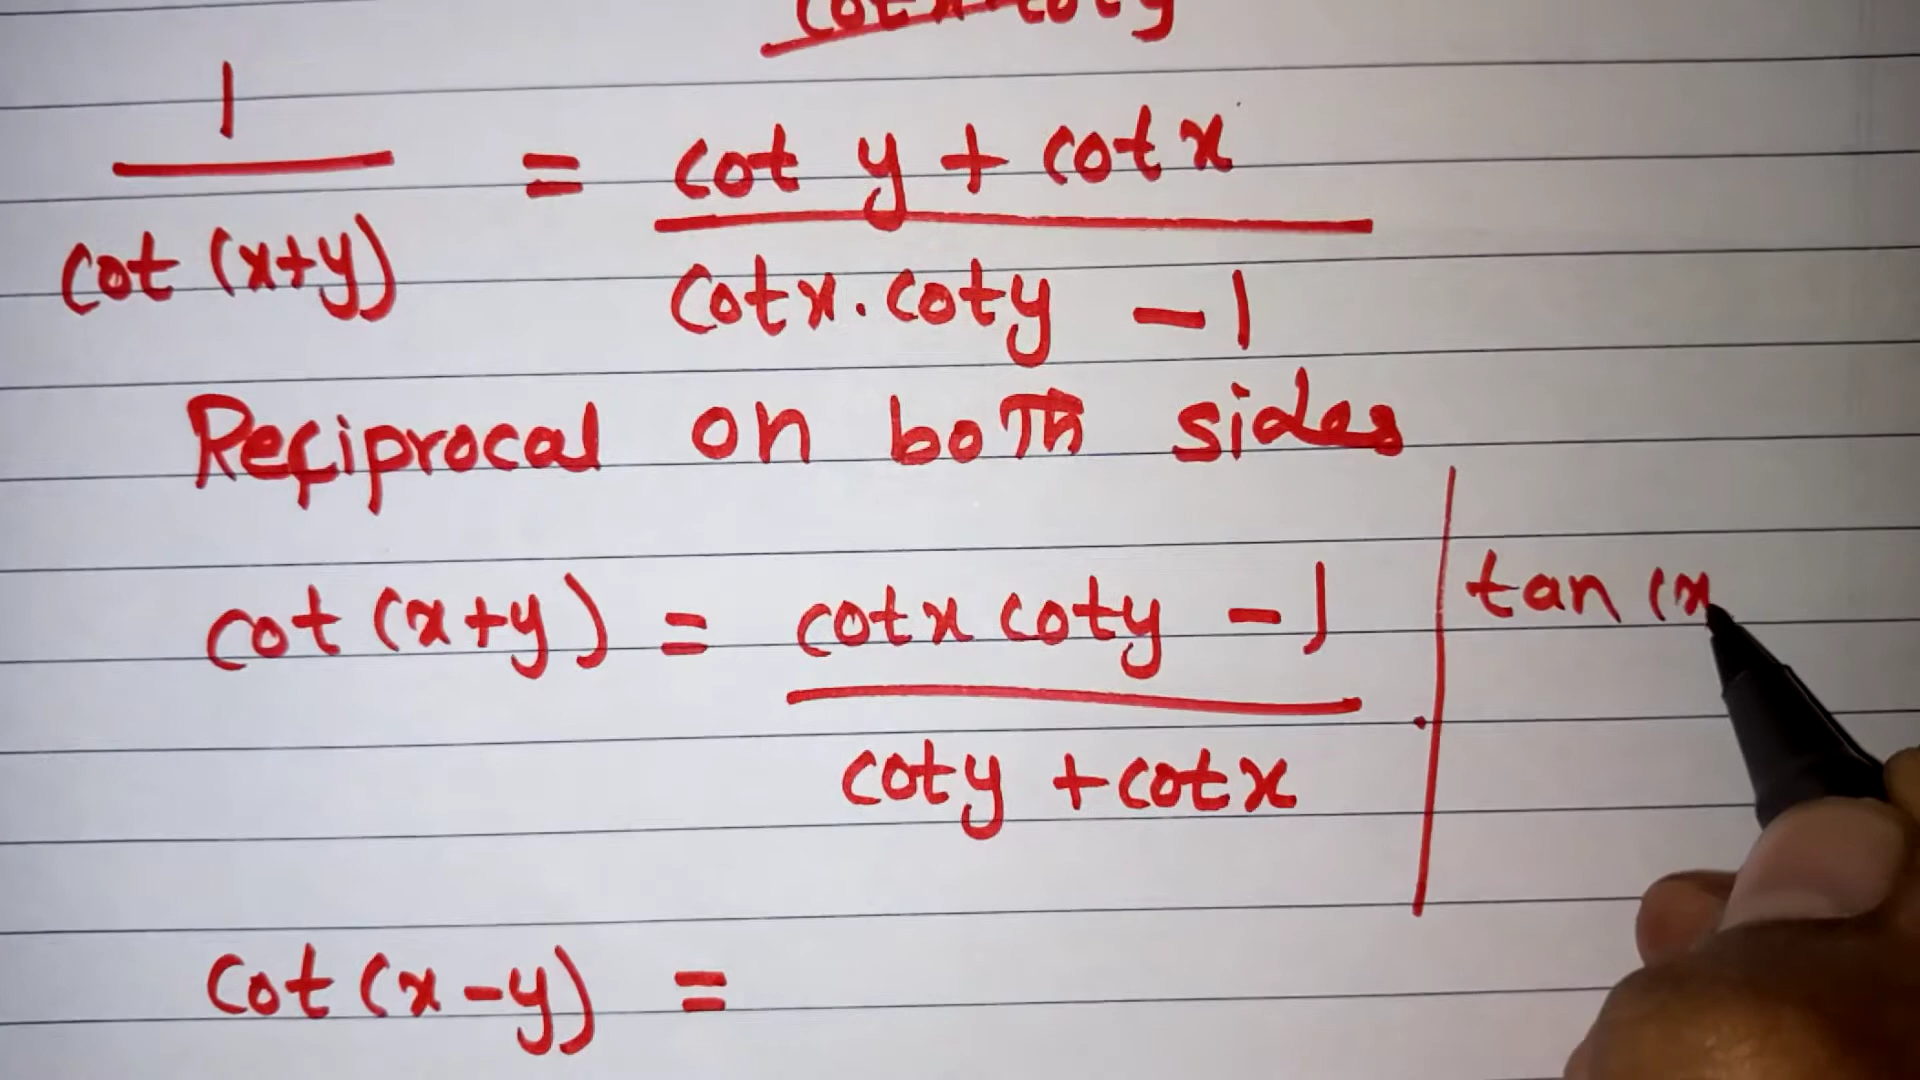 1 / cot (x+y) = cot y + cot x / cotx.coty - 1
Reciprocal on both sides
cot (x+y) = cotx coty - 1 / coty + cotx
tan (x
cot (x-y) =